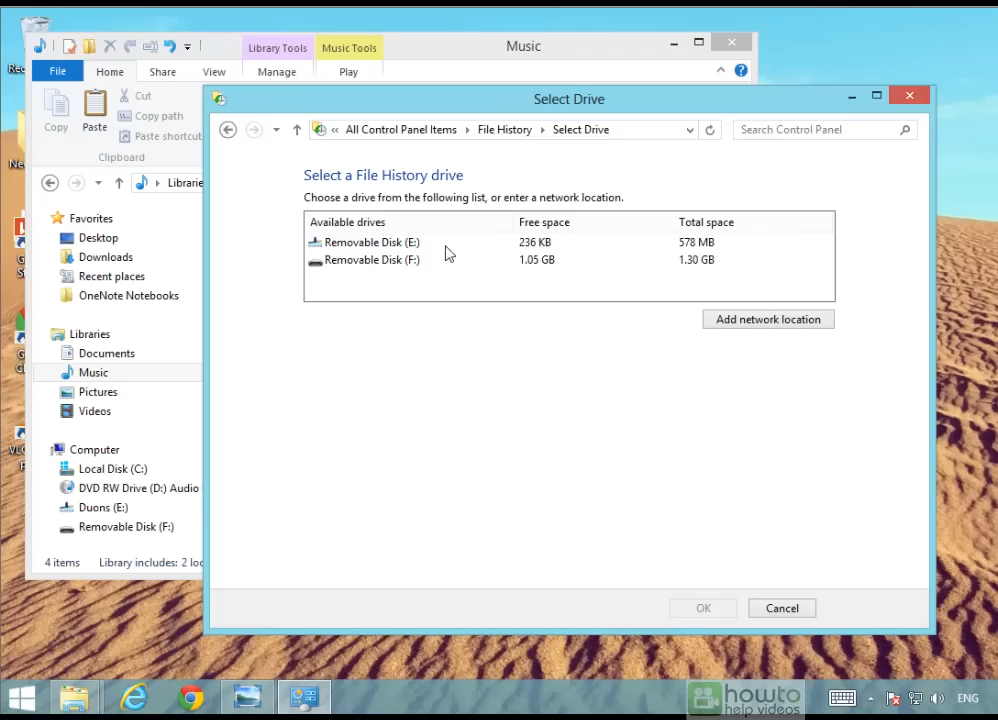 Library Tools
Music Tools
Music
File
Home
Share
View
Manage
Play
Copy
Paste
Cut
Copy path
Paste shortcut
Clipboard
Librarie
Favorites
Desktop
Downloads
Recent places
OneNote Notebooks
Libraries
Documents
Music
Pictures
Videos
Computer
Local Disk (C:)
DVD RW Drive (D:) Audio
Duons (E:)
Removable Disk (F:)
4 items
Library includes: 2 loc
Select Drive
« All Control Panel Items
File History
Select Drive
Search Control Panel
Select a File History drive
Choose a drive from the following list, or enter a network location.
Available drives
Free space
Total space
Removable Disk (E:)
236 KB
578 MB
Removable Disk (F:)
1.05 GB
1.30 GB
Add network location
OK
Cancel
howto
help videos
ENG